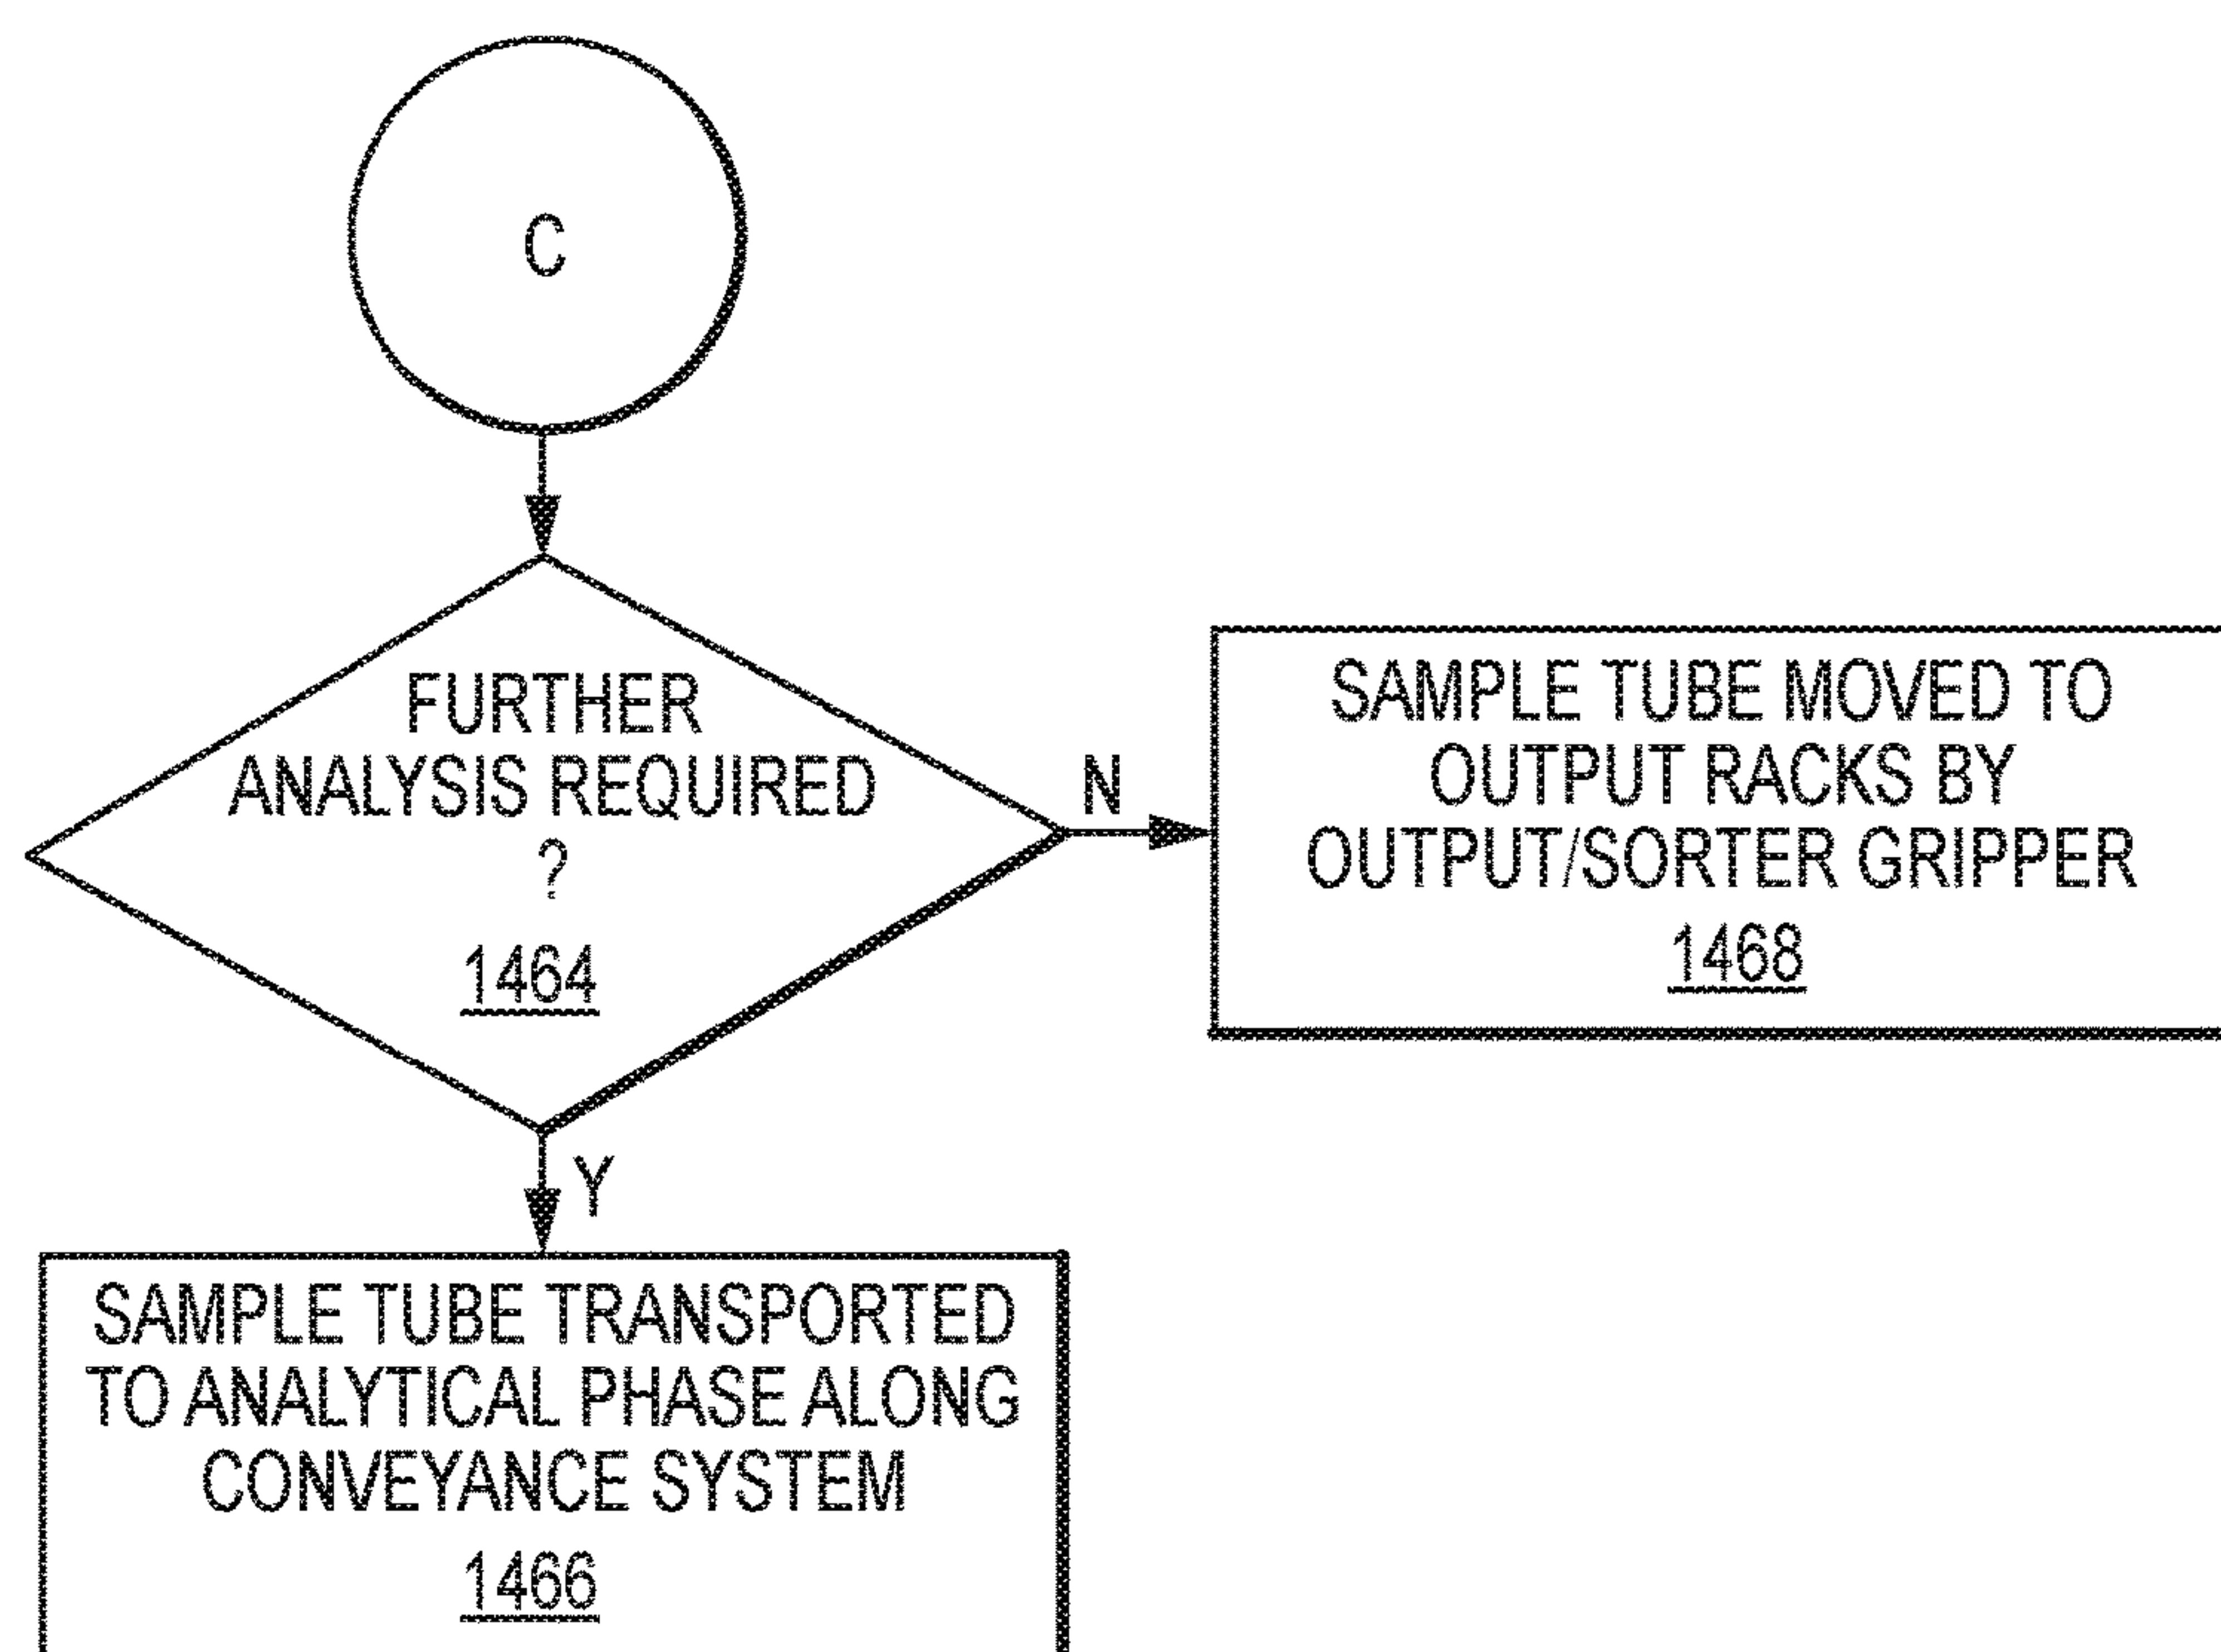 C
FURTHER
ANALYSIS REQUIRED
?
1464
N
SAMPLE TUBE MOVED TO
OUTPUT RACKS BY
OUTPUT/SORTER GRIPPER
1468
Y
SAMPLE TUBE TRANSPORTED
TO ANALYTICAL PHASE ALONG
CONVEYANCE SYSTEM
1466